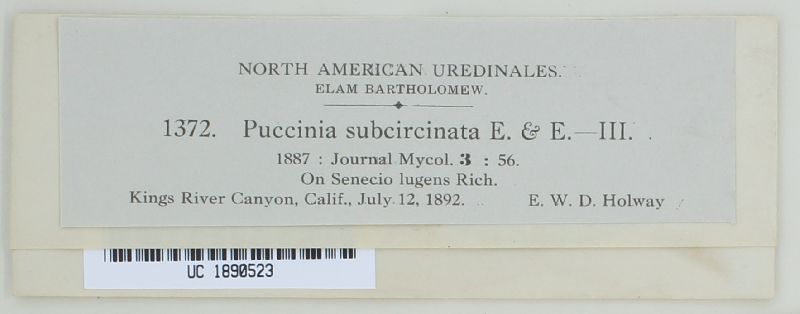 NORTH AMERICAN UREDINALES.
ELAM BARTHOLOMEW.
1372. Puccinia subcircinata E. & E.—III.
1887 : Journal Mycol. 3 : 56.
On Senecio lugens Rich.
Kings River Canyon, Calif., July 12, 1892. E. W. D. Holway
UC 1890523